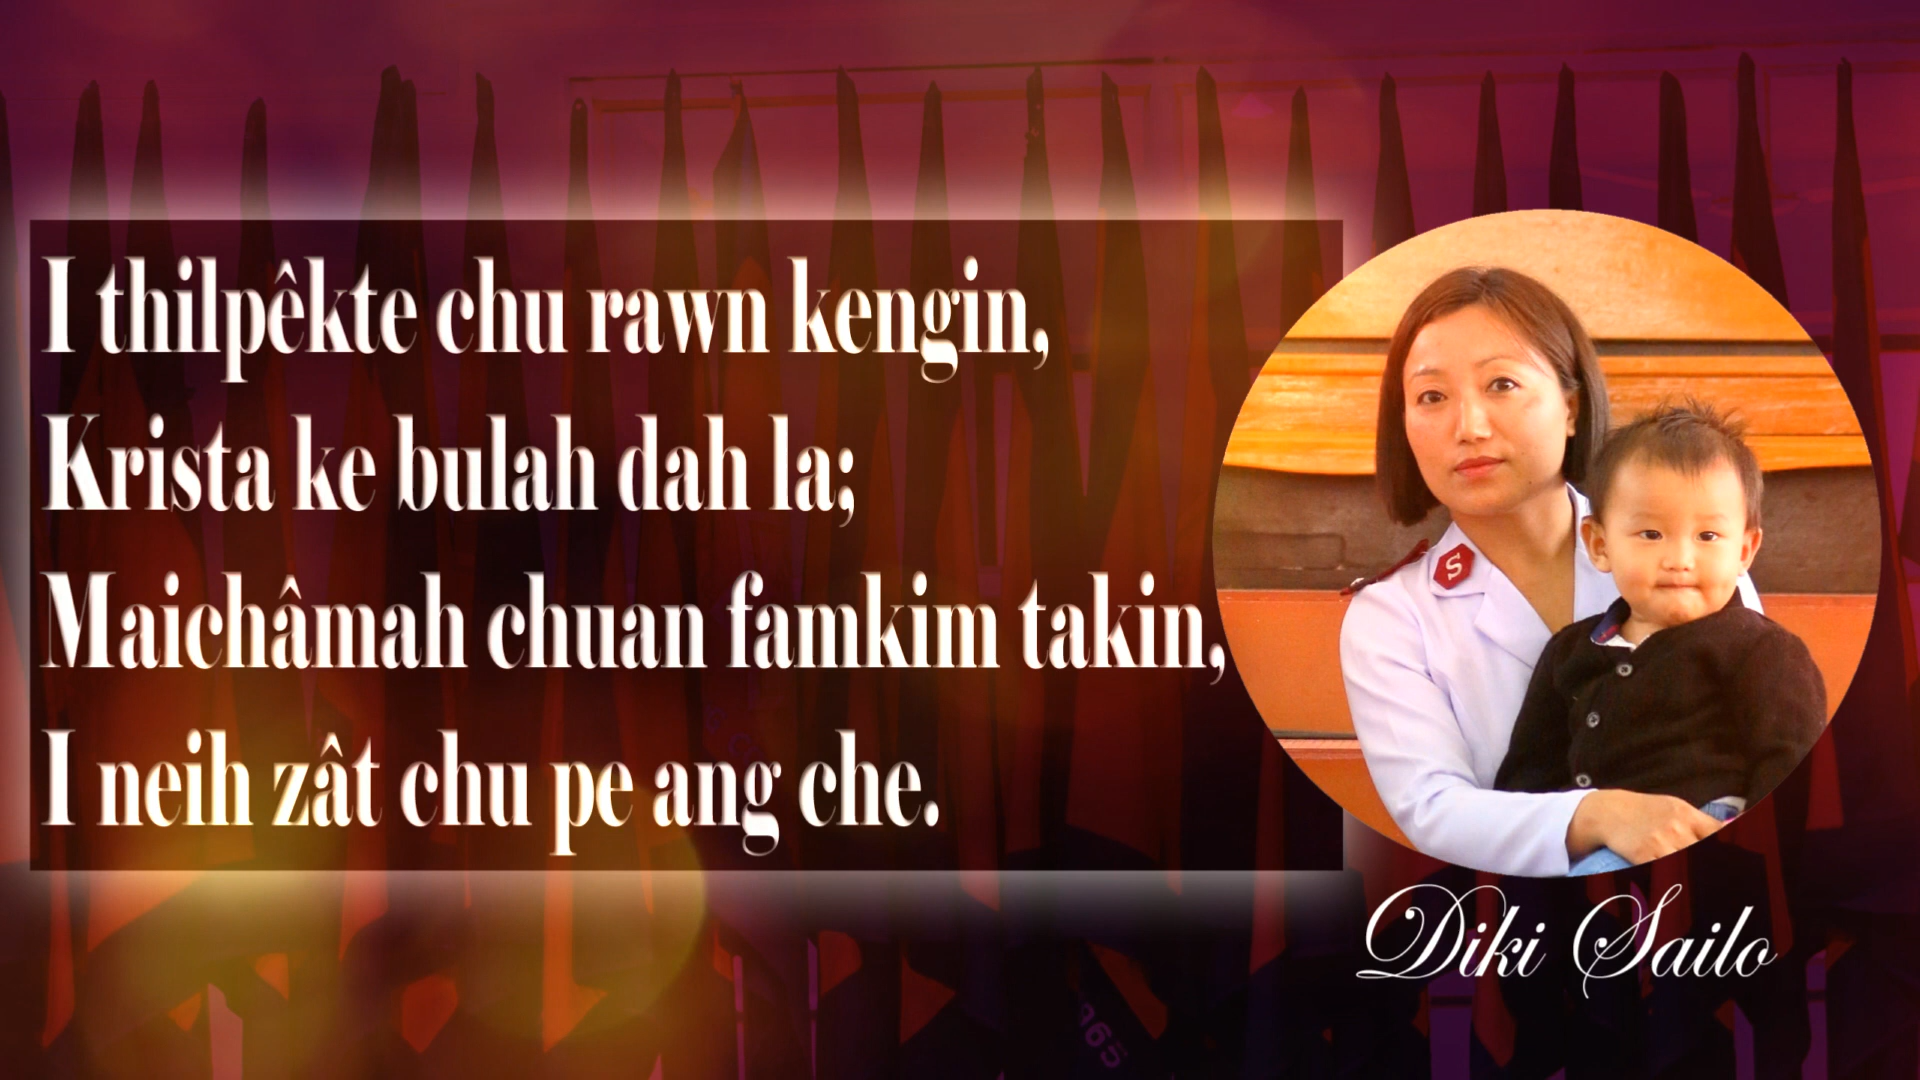 I thilpêkte chu rawn kengin,
Krista ke bulah dah la;
Maichâmah chuan famkim takin,
I neih zât chu pe ang che.
S
Diki Sailo
965